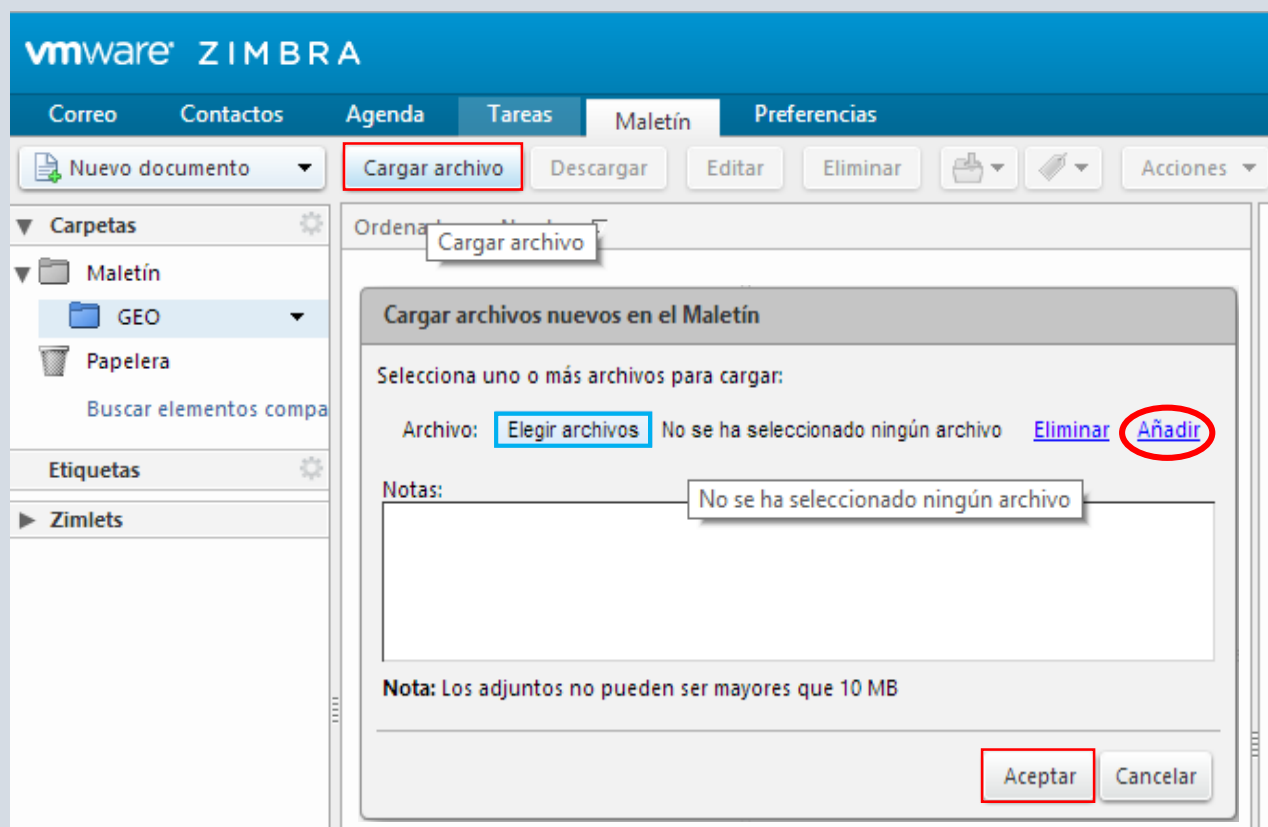 vmware ZIMBRA
Correo Contactos Agenda Tareas Maletín Preferencias
Nuevo documento Cargar archivo Descargar Editar Eliminar Acciones
Carpetas
Cargar archivo
Maletín
GEO
Papelera
Buscar elementos compa
Etiquetas
Zimlets
Cargar archivos nuevos en el Maletín
Selecciona uno o más archivos para cargar:
Archivo: Elegir archivos No se ha seleccionado ningún archivo Eliminar Añadir
Notas:
No se ha seleccionado ningún archivo
Nota: Los adjuntos no pueden ser mayores que 10 MB
Aceptar Cancelar